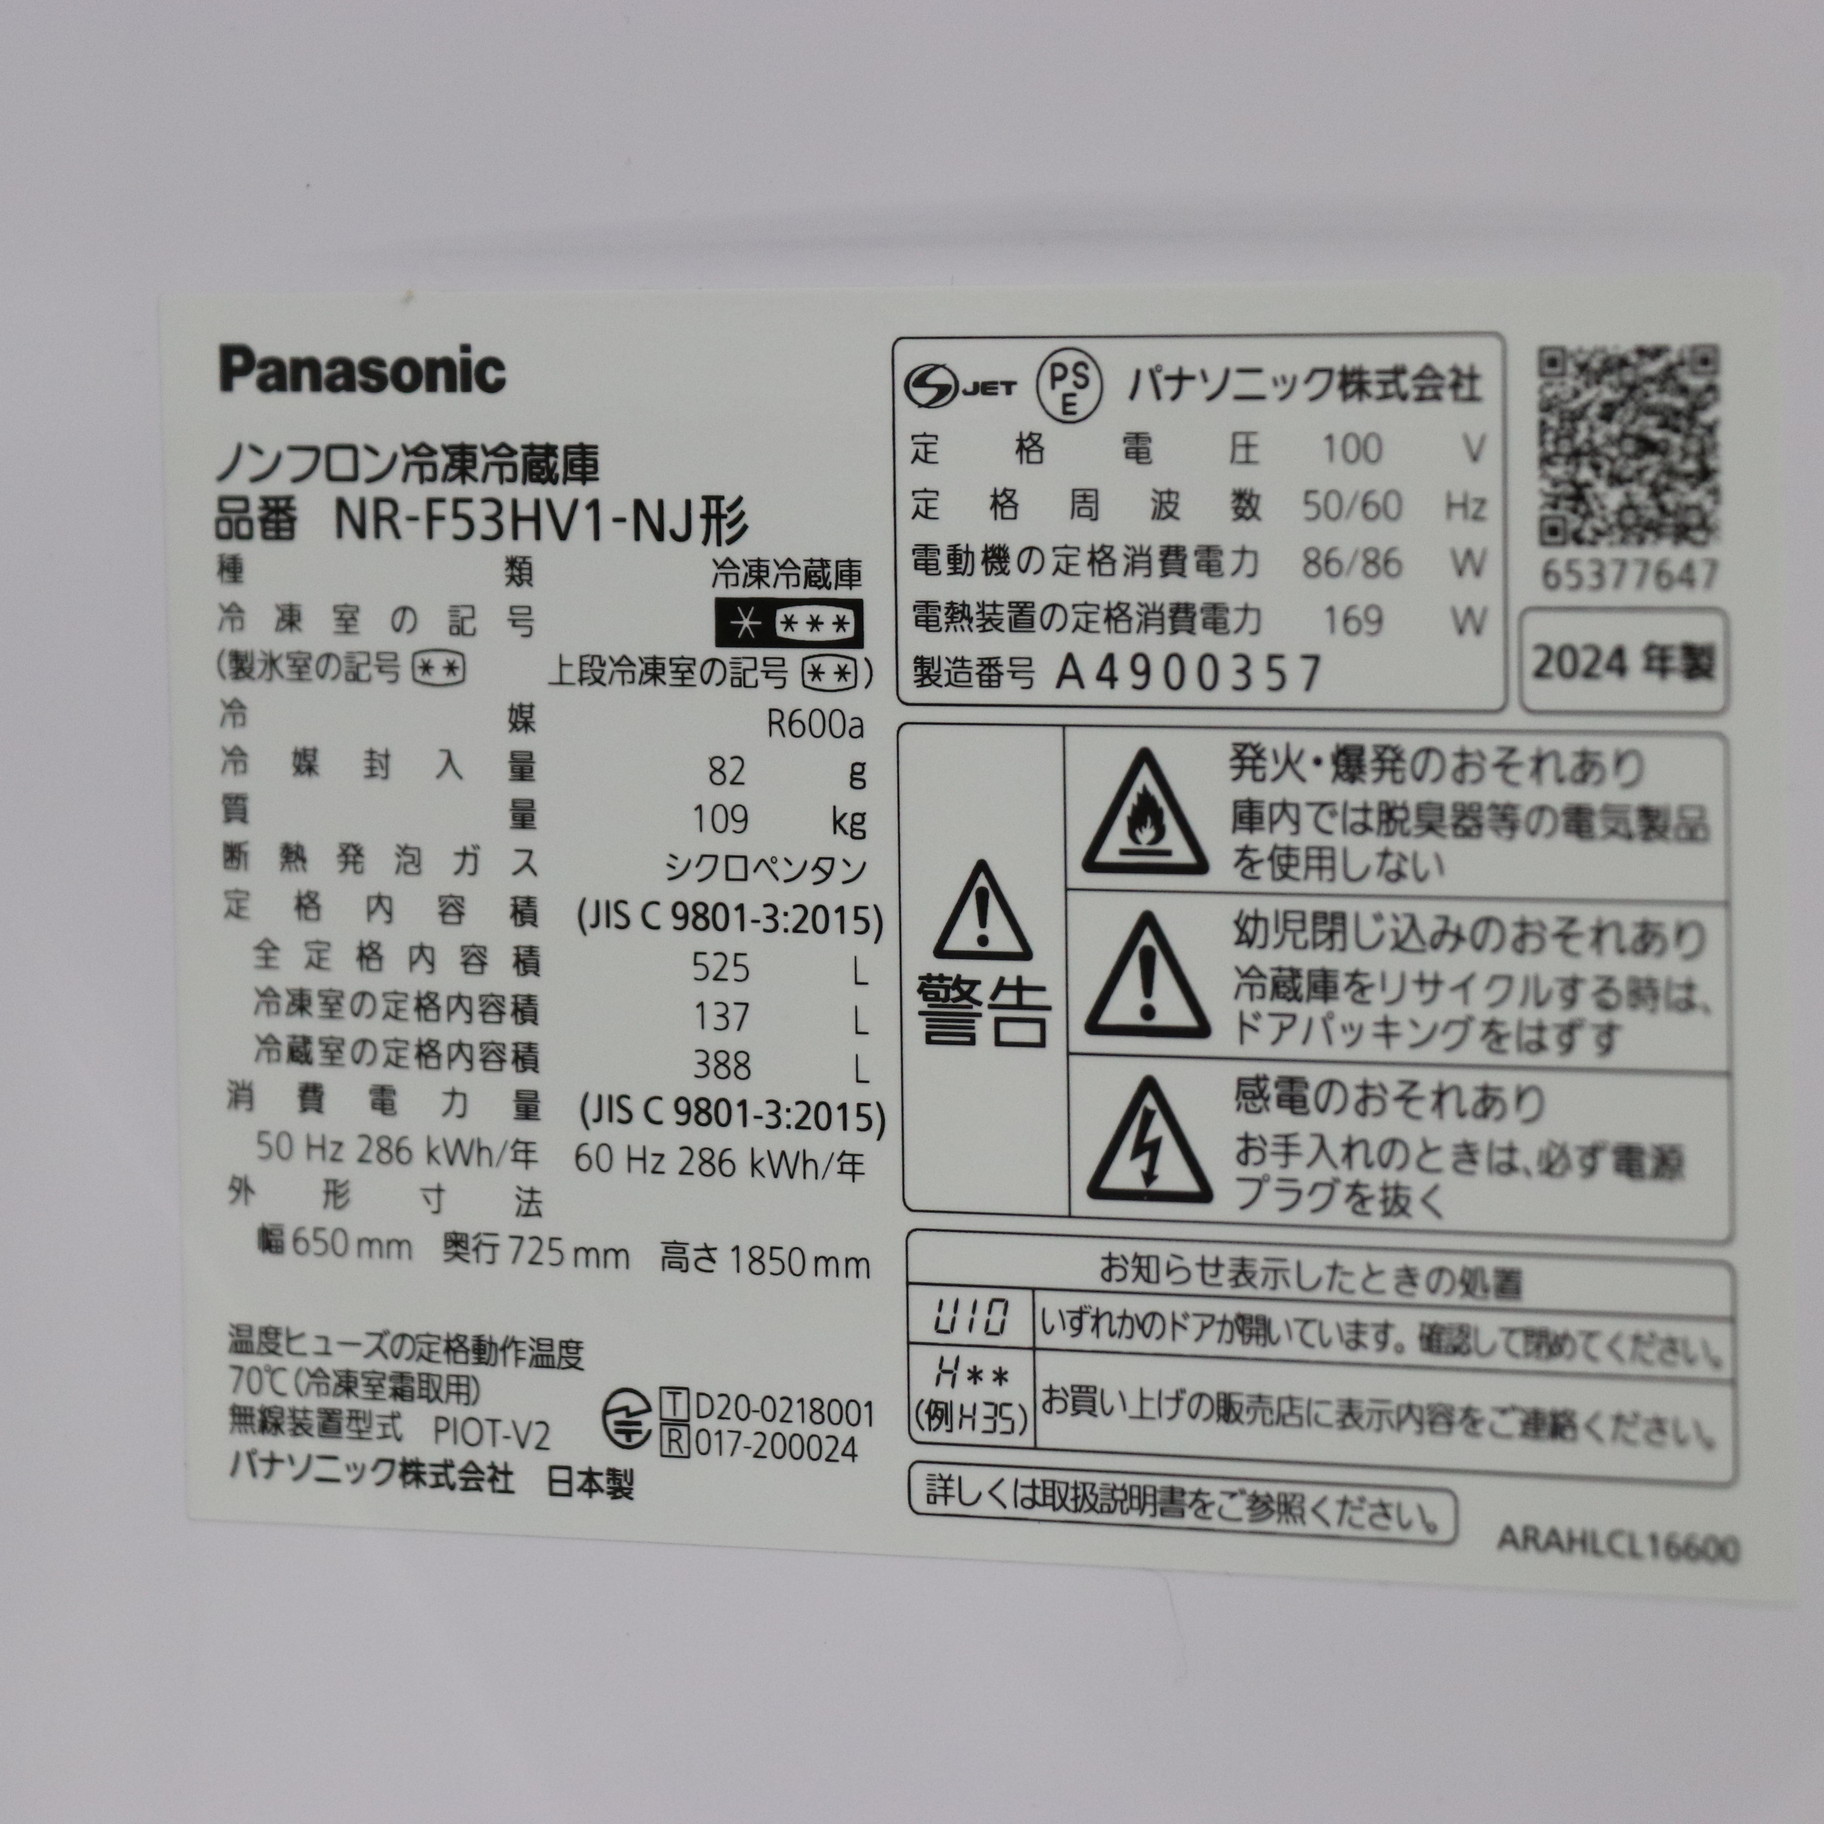 Panasonic
ノンフロン冷凍冷蔵庫
品番 NR-F53HV1-NJ形
種類 冷凍冷蔵庫
冷凍室の記号 * ***
(製氷室の記号 ** 上段冷凍室の記号 **)
冷媒 R600a
冷媒封入量 82 g
質量 109 kg
断熱発泡ガス シクロペンタン
定格内容積 (JIS C 9801-3:2015)
全定格内容積 525 L
冷凍室の定格内容積 137 L
冷蔵室の定格内容積 388 L
消費電力量 (JIS C 9801-3:2015)
50 Hz 286 kWh/年 60 Hz 286 kWh/年
外形寸法
幅650mm 奥行725mm 高さ1850mm
温度ヒューズの定格動作温度
70℃(冷凍室霜取用)
無線装置型式 PIOT-V2
T D20-0218001
R 017-200024
パナソニック株式会社 日本製
S JET PSE パナソニック株式会社
定格電圧 100 V
定格周波数 50/60 Hz
電動機の定格消費電力 86/86 W
電熱装置の定格消費電力 169 W
製造番号 A4900357
65377647
2024年製
警告
発火・爆発のおそれあり
庫内では脱臭器等の電気製品
を使用しない
幼児閉じ込みのおそれあり
冷蔵庫をリサイクルする時は、
ドアパッキングをはずす
感電のおそれあり
お手入れのときは、必ず電源
プラグを抜く
お知らせ表示したときの処置
U10 いずれかのドアが開いています。確認して閉めてください。
H**
(例H35) お買い上げの販売店に表示内容をご連絡ください。
詳しくは取扱説明書をご参照ください。
ARAHLCL16600